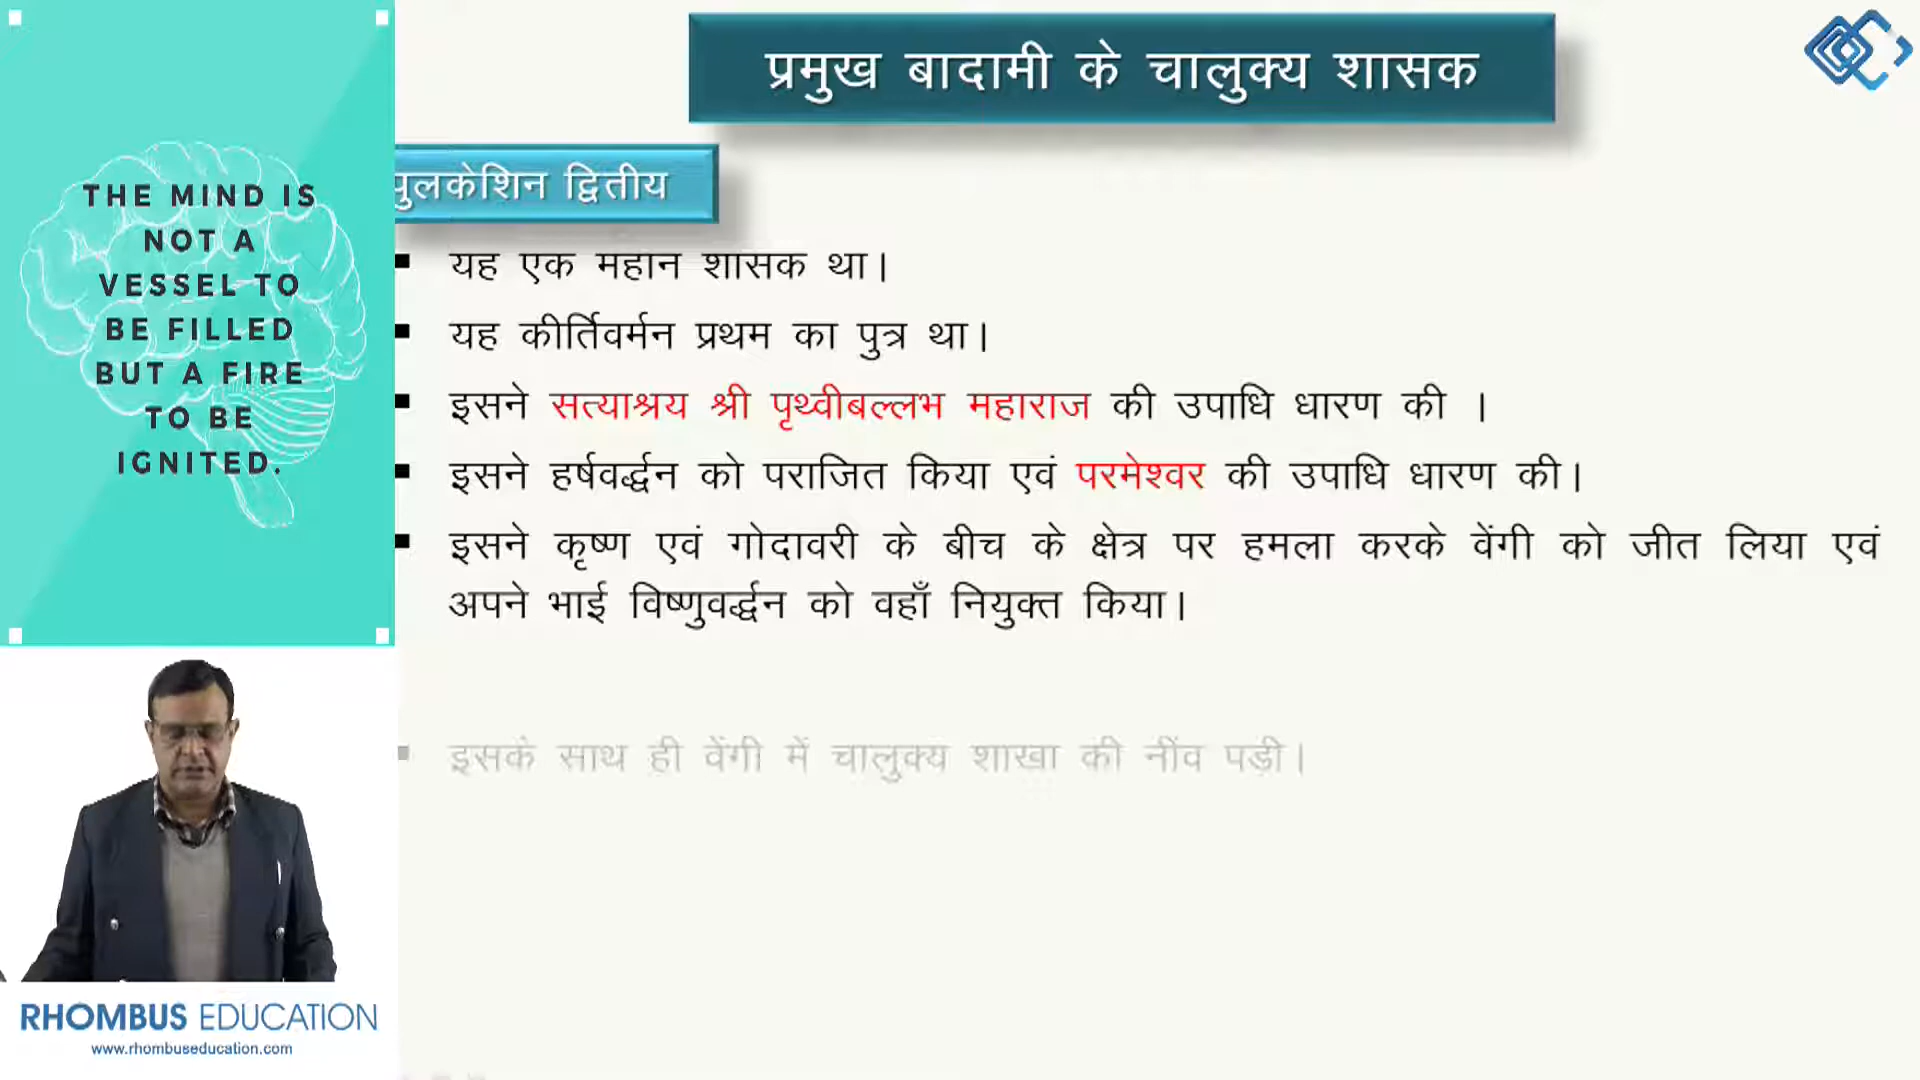 प्रमुख बादामी के चालुक्य शासक
पुलकेशिन द्वितीय
THE MIND IS
NOT A
VESSEL TO
BE FILLED
BUT A FIRE
TO BE
IGNITED.
यह एक महान शासक था।
यह कीर्तिवर्मन प्रथम का पुत्र था।
इसने सत्याश्रय श्री पृथ्वीबल्लभ महाराज की उपाधि धारण की ।
इसने हर्षवर्द्धन को पराजित किया एवं परमेश्वर की उपाधि धारण की।
इसने कृष्ण एवं गोदावरी के बीच के क्षेत्र पर हमला करके वेंगी को जीत लिया एवं
अपने भाई विष्णुवर्द्धन को वहाँ नियुक्त किया।
इसके साथ ही वेंगी में चालुक्य शाखा की नींव पड़ी।
RHOMBUS EDUCATION
www.rhombuseducation.com